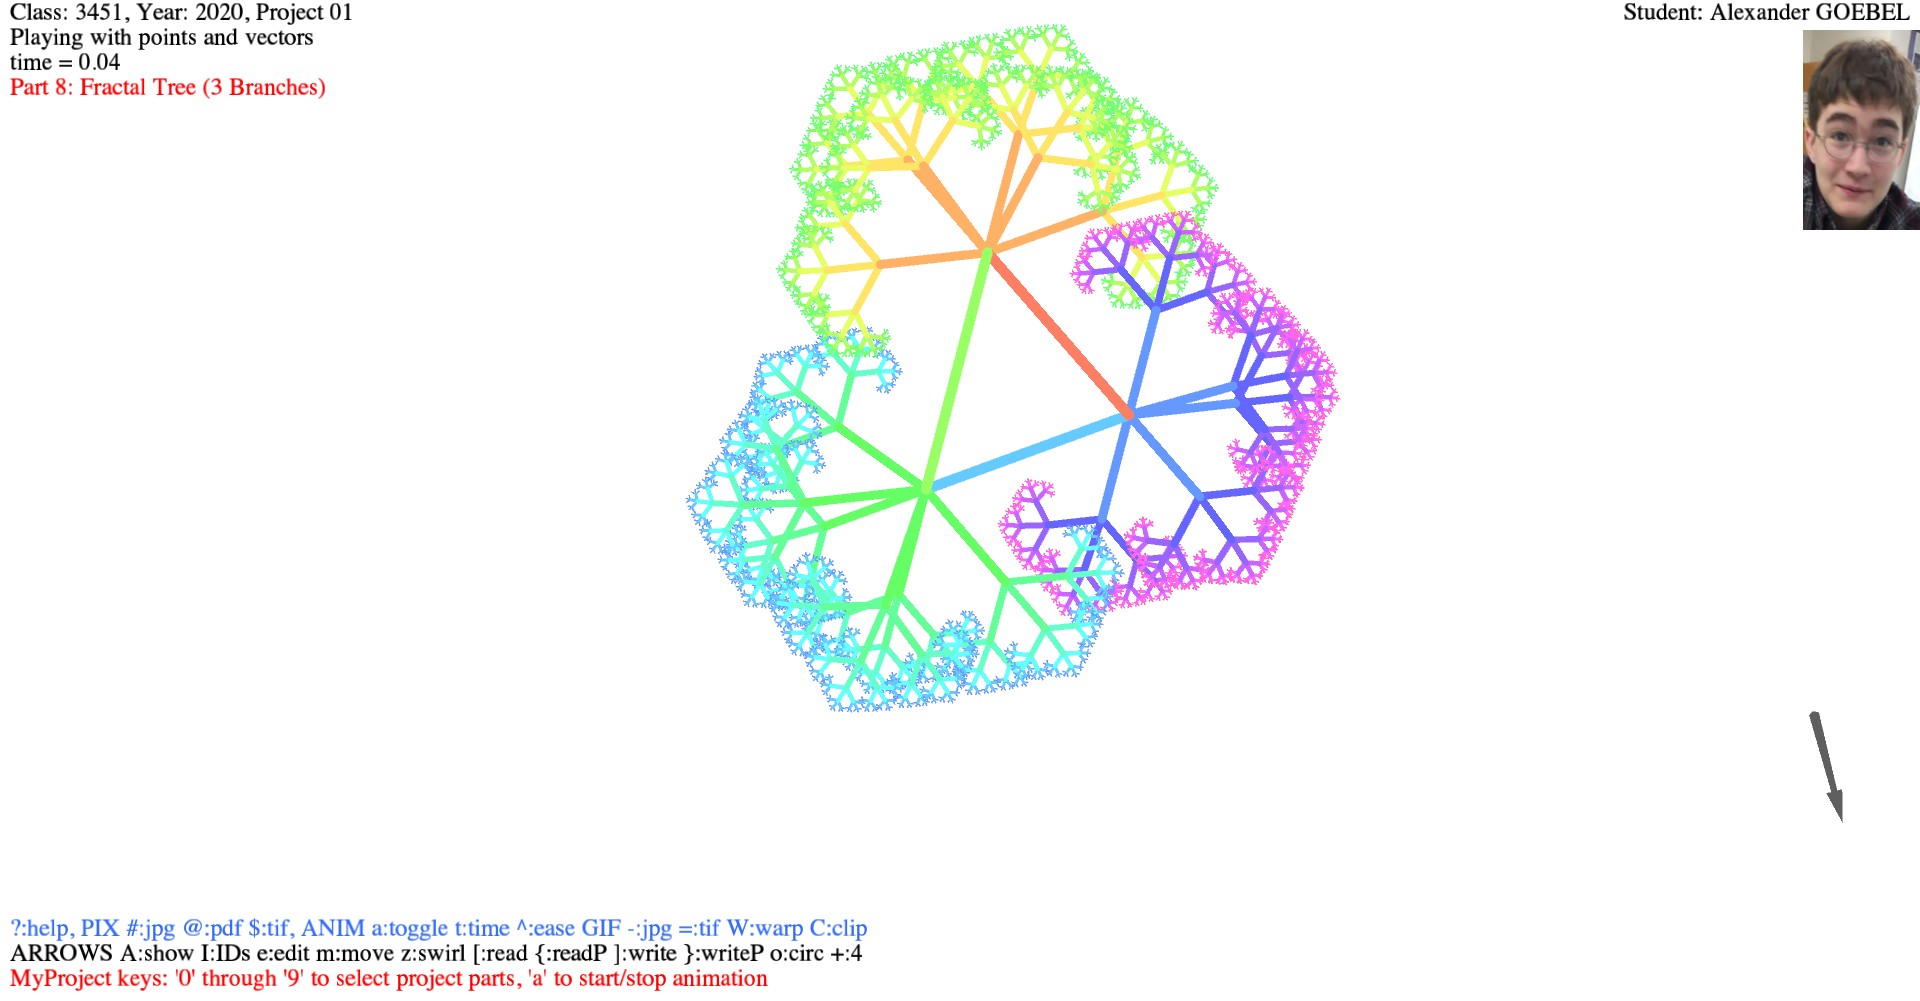 Class: 3451, Year: 2020, Project 01
Student: Alexander GOEBEL
Playing with points and vectors
time = 0.04
Part 8: Fractal Tree (3 Branches)
?:help, PIX #:jpg @:pdf $:tif, ANIM a:toggle t:time ^:ease GIF -:jpg =:tif W:warp C:clip
ARROWS A:show I:IDs e:edit m:move z:swirl [:read {:readP ]:write }:writeP o:circ +:4
MyProject keys: '0' through '9' to select project parts, 'a' to start/stop animation